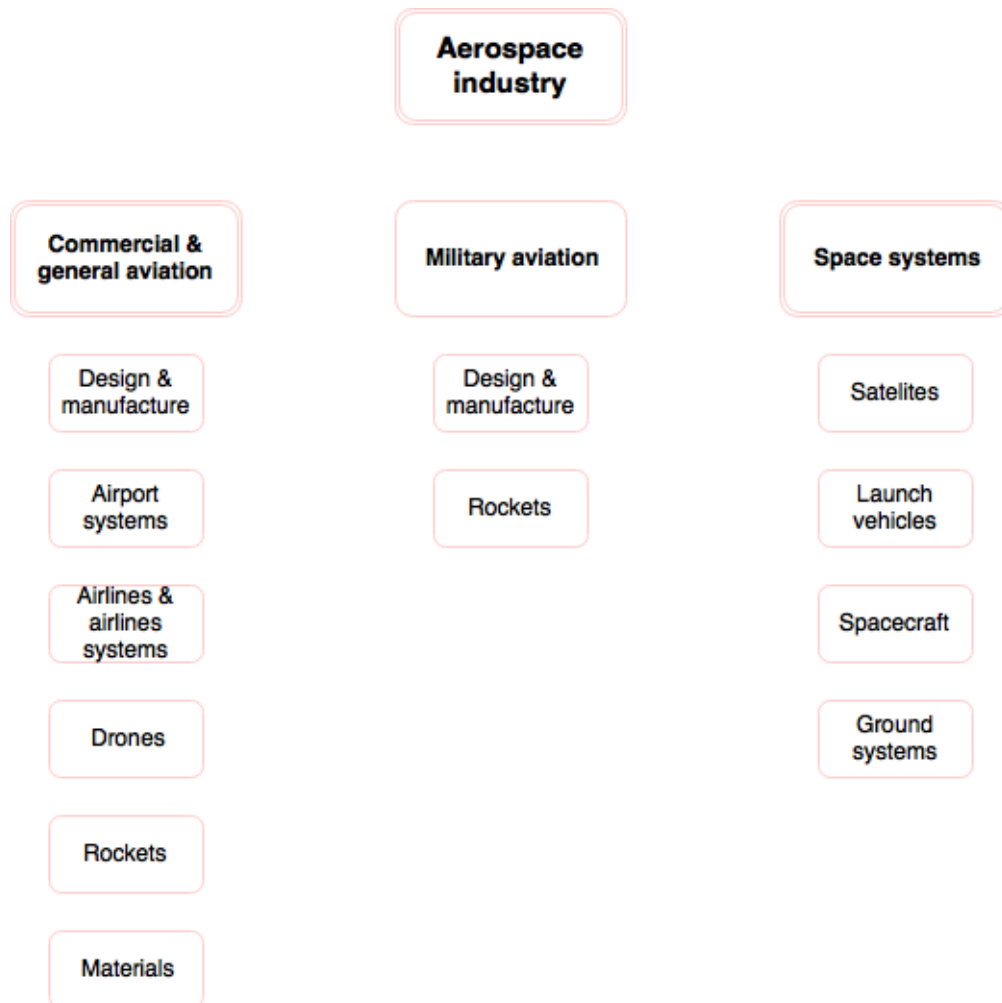 Aerospace
industry
Commercial &
general aviation
Military aviation
Space systems
Design &
manufacture
Design &
manufacture
Satelites
Airport
systems
Rockets
Launch
vehicles
Airlines &
airlines
systems
Spacecraft
Drones
Ground
systems
Rockets
Materials